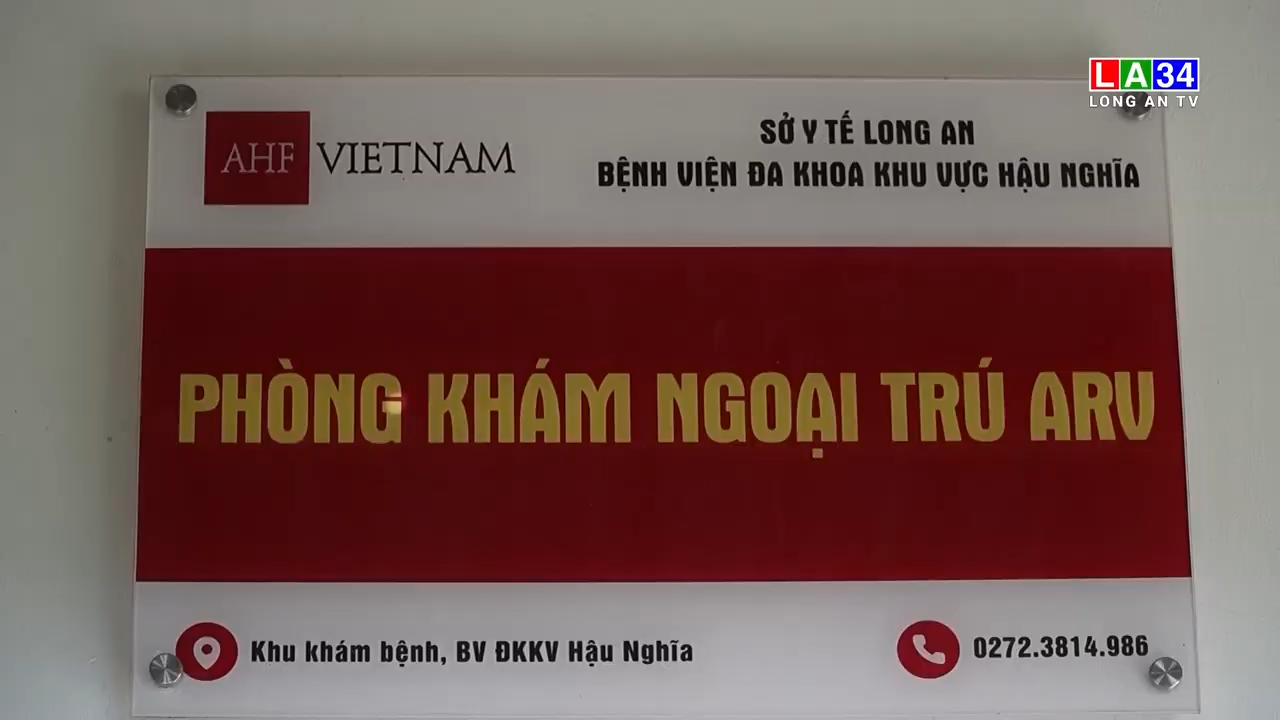 LA34
LONG AN TV
AHF VIETNAM
SỞ Y TẾ LONG AN
BỆNH VIỆN ĐA KHOA KHU VỰC HẬU NGHĨA
PHÒNG KHÁM NGOẠI TRÚ ARV
Khu khám bệnh, BV ĐKKV Hậu Nghĩa
0272.3814.986